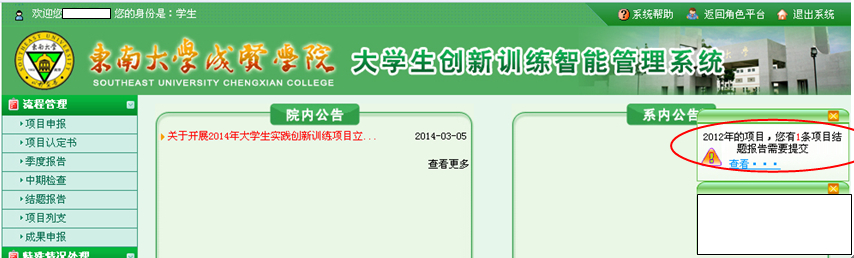 欢迎您 您的身份是：学生
系统帮助 返回角色平台 退出系统
东南大学成贤学院 大学生创新训练智能管理系统
SOUTHEAST UNIVERSITY CHENGXIAN COLLEGE
流程管理
项目申报
项目认定书
季度报告
中期检查
结题报告
项目列支
成果申报
特殊情况处理
院内公告
关于开展2014年大学生实践创新训练项目立... 2014-03-05
查看更多
系内公告
2012年的项目，您有1条项目结
题报告需要提交
查看・・・